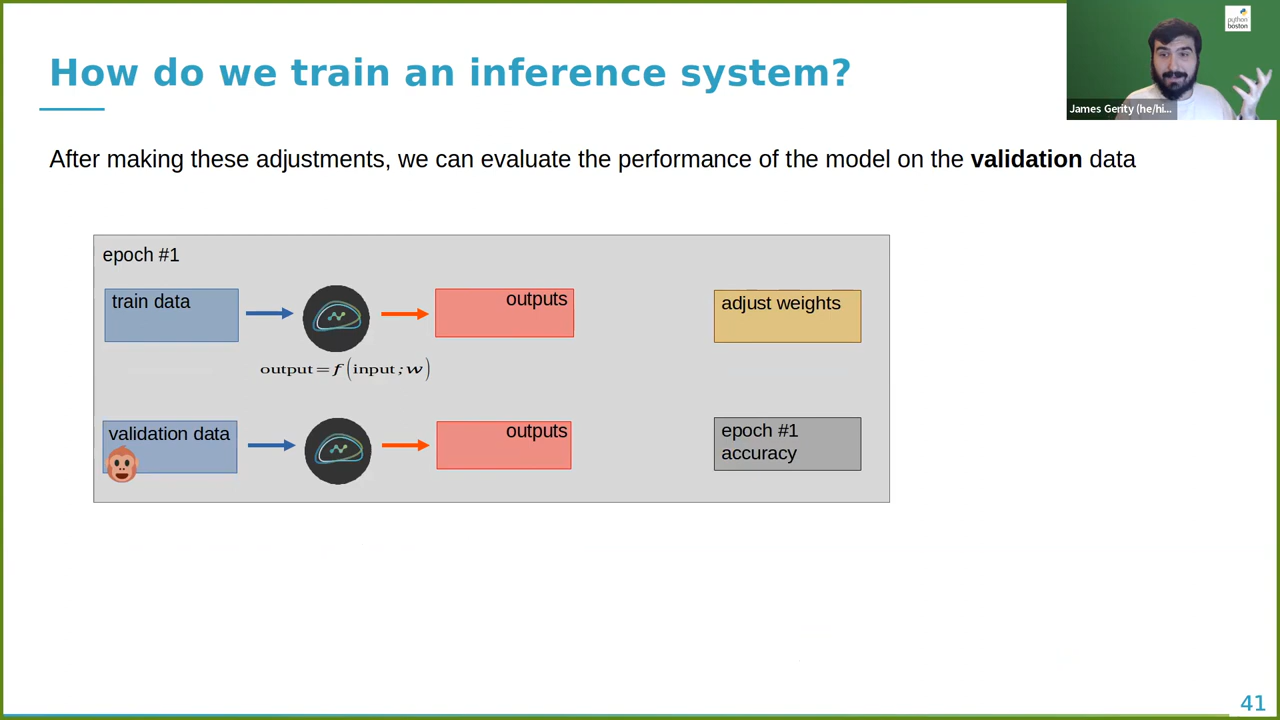 How do we train an inference system?
python
boston
James Gerity (he/hi...
After making these adjustments, we can evaluate the performance of the model on the validation data
epoch #1
train data
outputs
adjust weights
output=f(input;w)
validation data
outputs
epoch #1
accuracy
41